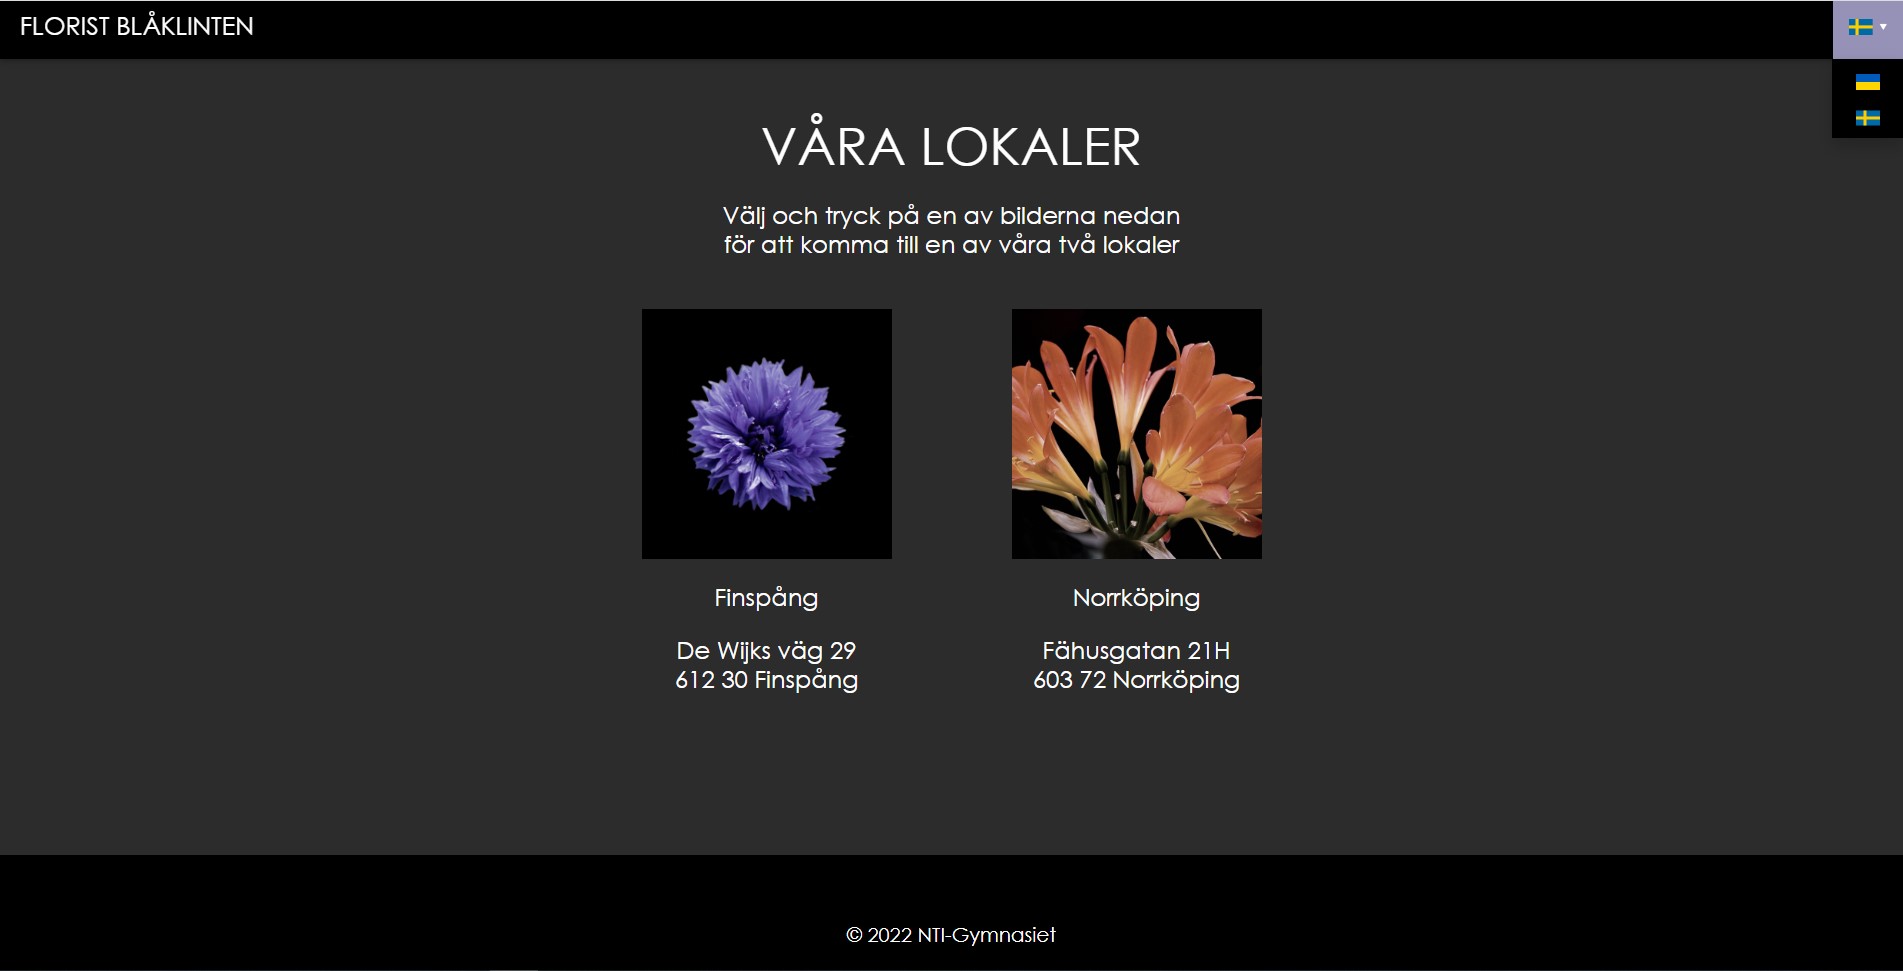 FLORIST BLÅKLINTEN
VÅRA LOKALER
Välj och tryck på en av bilderna nedan
för att komma till en av våra två lokaler
Finspång
De Wijks väg 29
612 30 Finspång
Norrköping
Fähusgatan 21H
603 72 Norrköping
© 2022 NTI-Gymnasiet